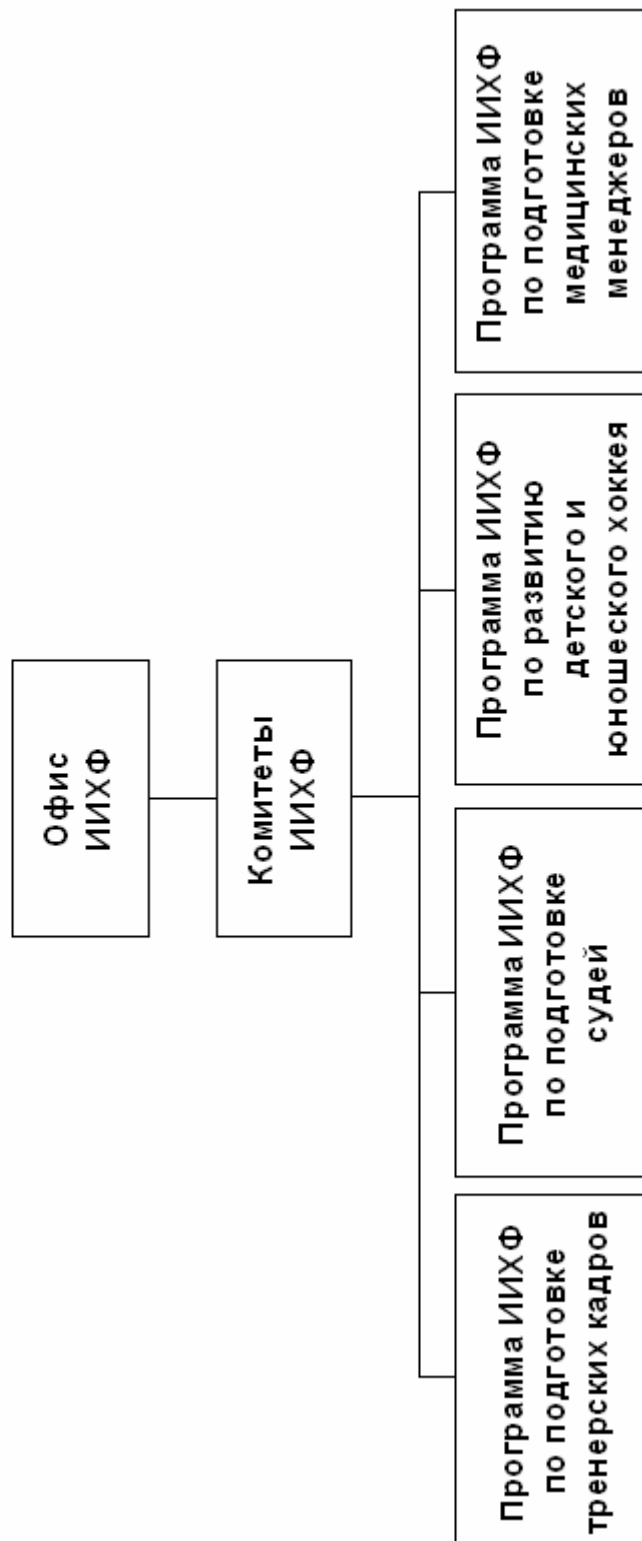 Офис
ИИХФ
Комитеты
ИИХФ
Программа ИИХФ
по подготовке
тренерских кадров
Программа ИИХФ
по подготовке
судей
Программа ИИХФ
по развитию
детского и
юношеского хоккея
Программа ИИХФ
по подготовке
медицинских
менеджеров